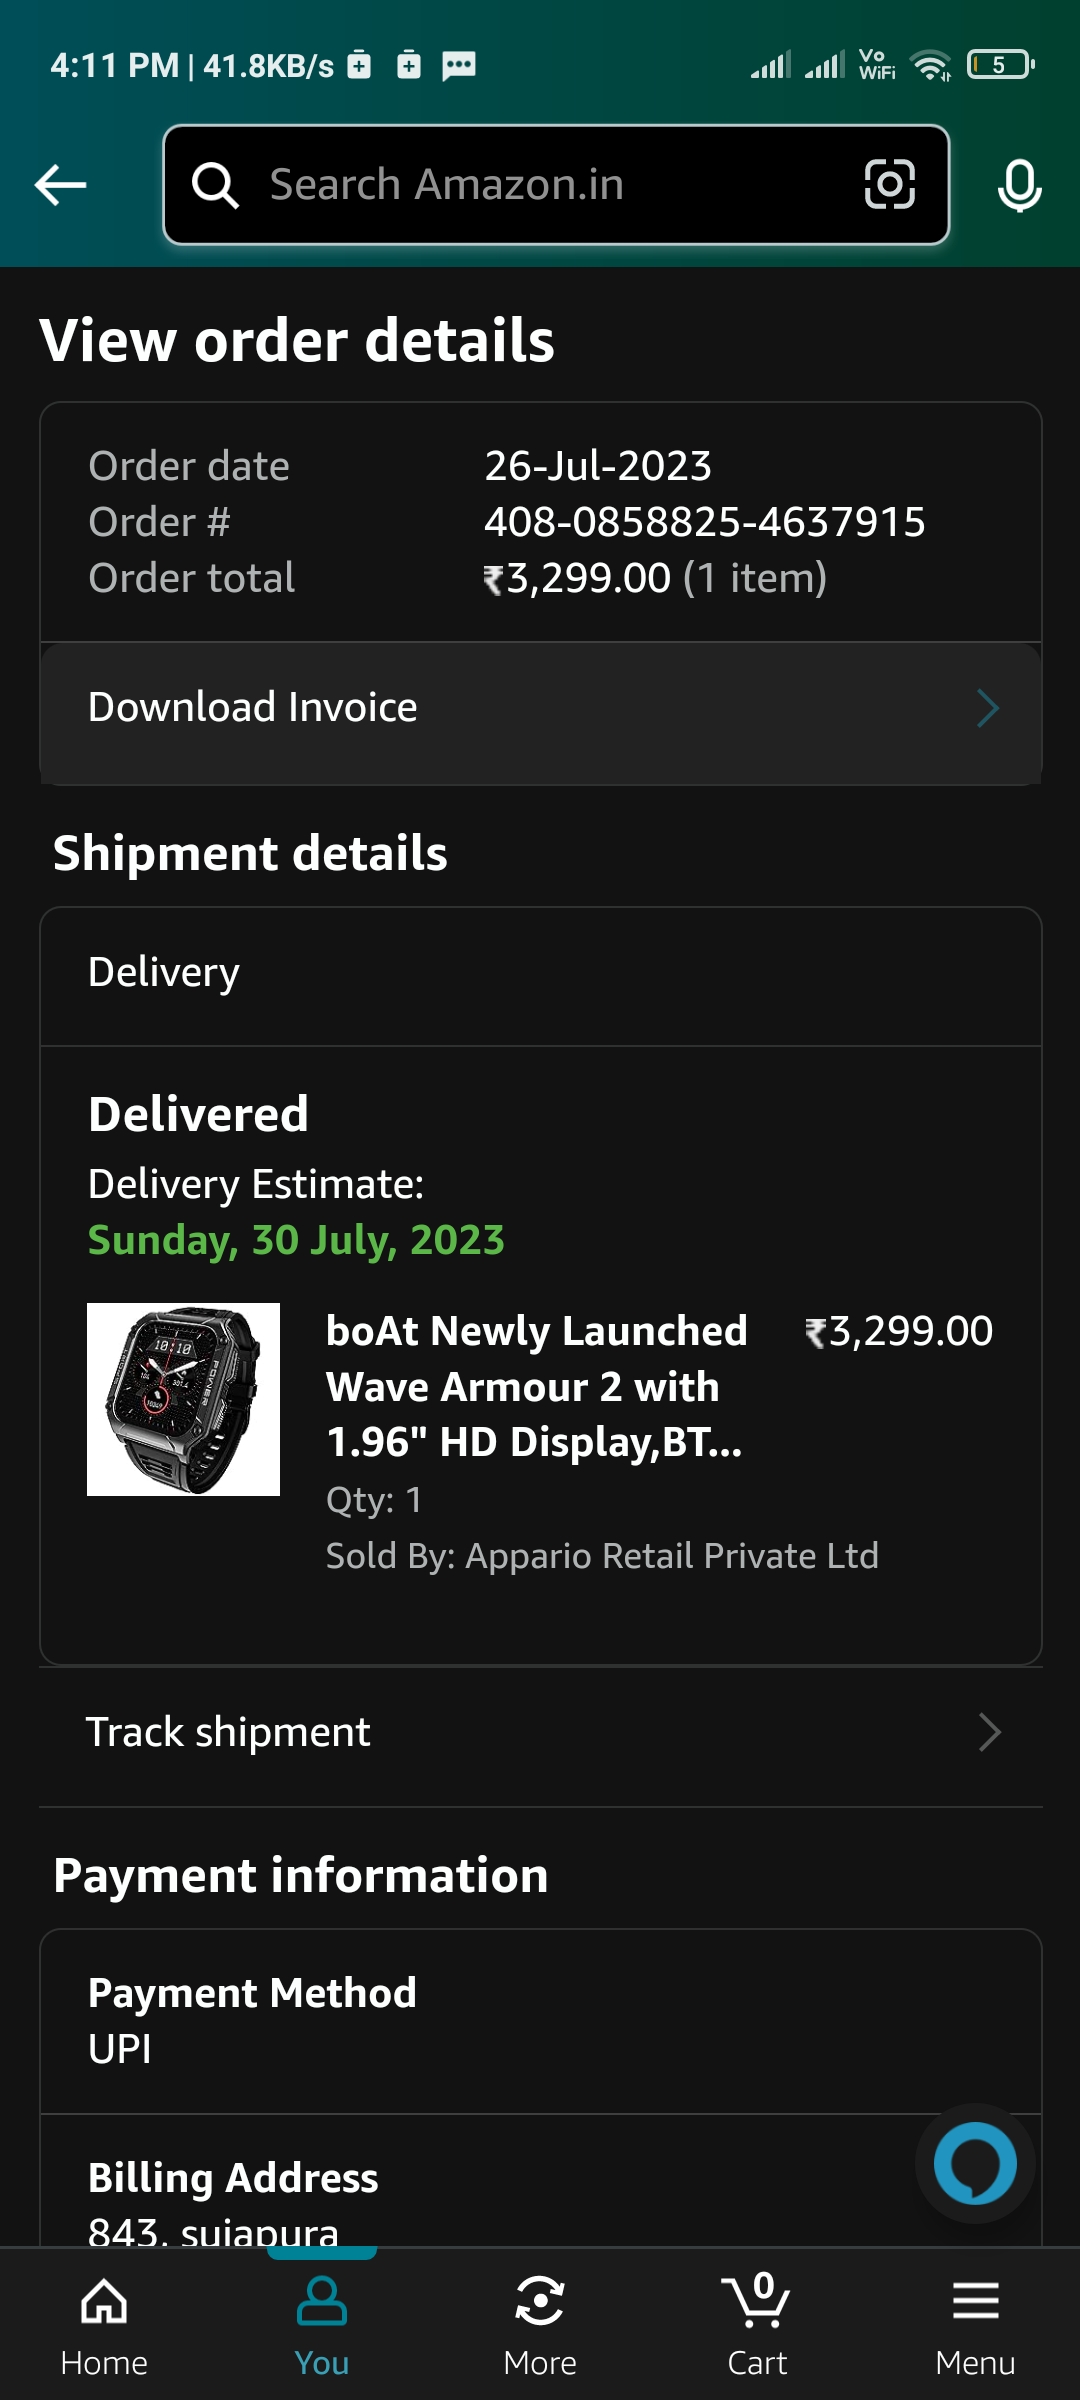 4:11 PM | 41.8KB/s Vo WiFi 5
Search Amazon.in
View order details
Order date 26-Jul-2023
Order # 408-0858825-4637915
Order total ₹3,299.00 (1 item)
Download Invoice
Shipment details
Delivery
Delivered
Delivery Estimate:
Sunday, 30 July, 2023
boAt Newly Launched ₹3,299.00
Wave Armour 2 with
1.96" HD Display,BT...
Qty: 1
Sold By: Appario Retail Private Ltd
Track shipment
Payment information
Payment Method
UPI
Billing Address
843, sujapura
0
Home You More Cart Menu